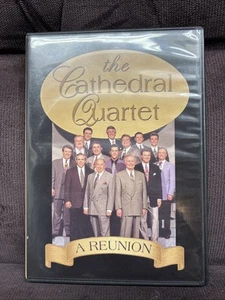 the
Cathedral
Quartet
A REUNION